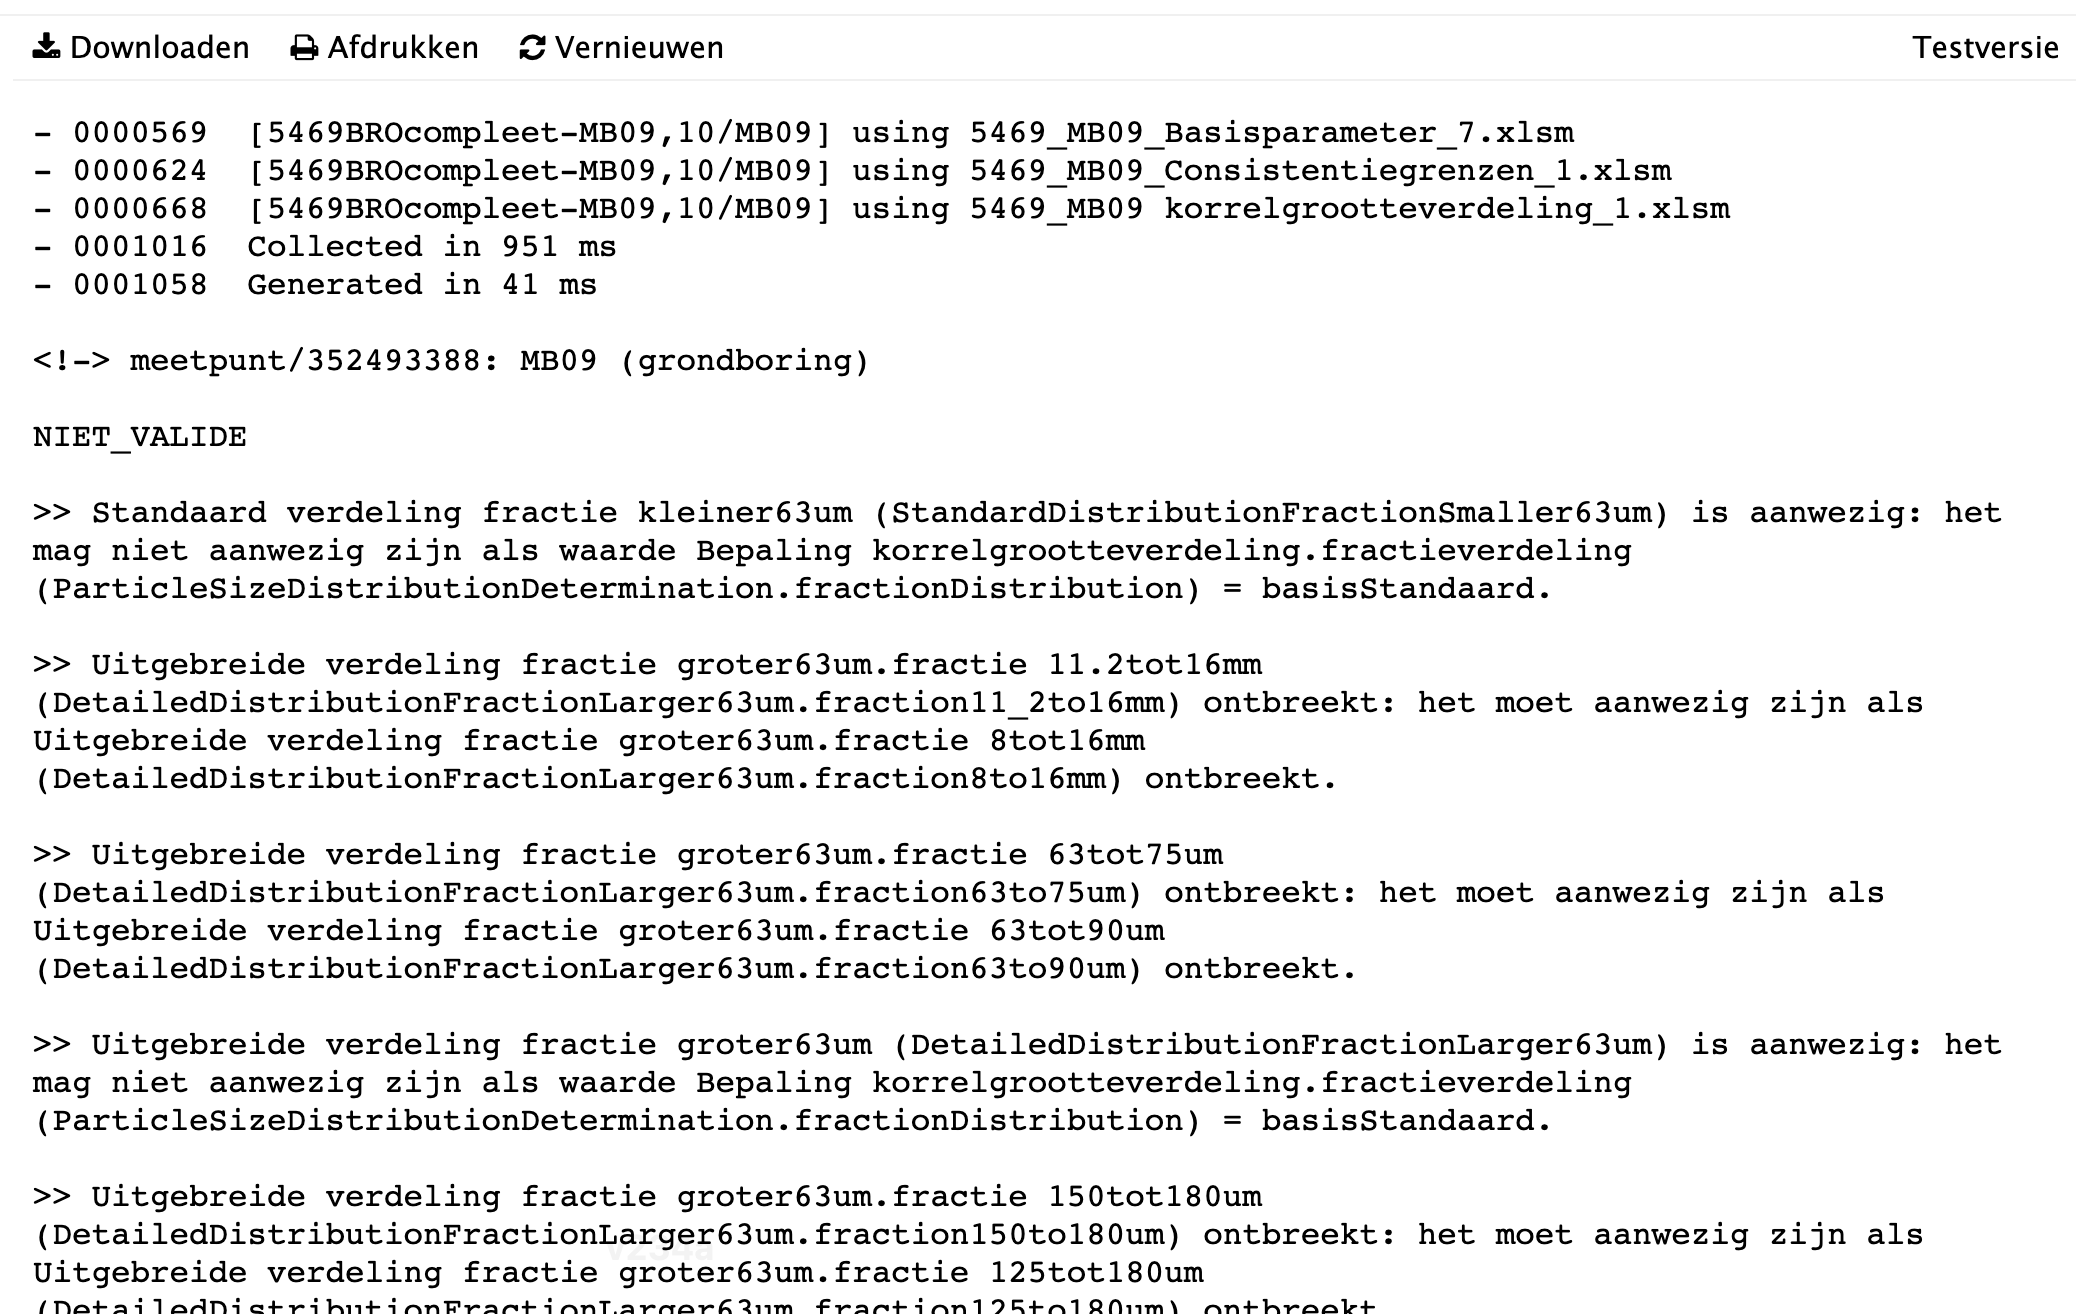 Downloaden Afdrukken Vernieuwen Testversie
- 0000569 [5469BROcompleet-MB09,10/MB09] using 5469_MB09_Basisparameter_7.xlsm
- 0000624 [5469BROcompleet-MB09,10/MB09] using 5469_MB09_Consistentiegrenzen_1.xlsm
- 0000668 [5469BROcompleet-MB09,10/MB09] using 5469_MB09 korrelgrootteverdeling_1.xlsm
- 0001016 Collected in 951 ms
- 0001058 Generated in 41 ms
<!-> meetpunt/352493388: MB09 (grondboring)
NIET_VALIDE
>> Standaard verdeling fractie kleiner63um (StandardDistributionFractionSmaller63um) is aanwezig: het
mag niet aanwezig zijn als waarde Bepaling korrelgrootteverdeling.fractieverdeling
(ParticleSizeDistributionDetermination.fractionDistribution) = basisStandaard.
>> Uitgebreide verdeling fractie groter63um.fractie 11.2tot16mm
(DetailedDistributionFractionLarger63um.fraction11_2to16mm) ontbreekt: het moet aanwezig zijn als
Uitgebreide verdeling fractie groter63um.fractie 8tot16mm
(DetailedDistributionFractionLarger63um.fraction8to16mm) ontbreekt.
>> Uitgebreide verdeling fractie groter63um.fractie 63tot75um
(DetailedDistributionFractionLarger63um.fraction63to75um) ontbreekt: het moet aanwezig zijn als
Uitgebreide verdeling fractie groter63um.fractie 63tot90um
(DetailedDistributionFractionLarger63um.fraction63to90um) ontbreekt.
>> Uitgebreide verdeling fractie groter63um (DetailedDistributionFractionLarger63um) is aanwezig: het
mag niet aanwezig zijn als waarde Bepaling korrelgrootteverdeling.fractieverdeling
(ParticleSizeDistributionDetermination.fractionDistribution) = basisStandaard.
>> Uitgebreide verdeling fractie groter63um.fractie 150tot180um
(DetailedDistributionFractionLarger63um.fraction150to180um) ontbreekt: het moet aanwezig zijn als
Uitgebreide verdeling fractie groter63um.fractie 125tot180um
(DetailedDistributionFractionLarger63um.fraction125to180um) ontbreekt